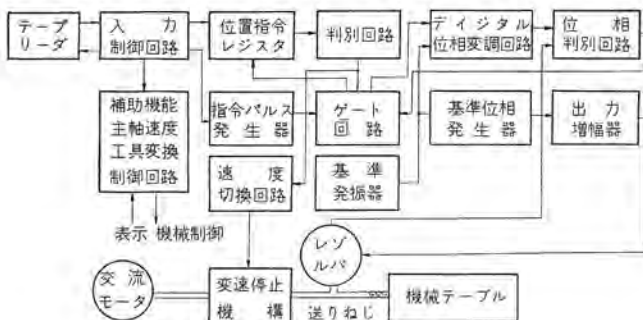 テープ
リーダ
入力
制御回路
位置指令
レジスタ
判別回路
デイジタル
位相変調回路
位相
判別回路
補助機能
主軸速度
工具変換
制御回路
指令パルス
発生器
ゲート
回路
基準位相
発生器
出力
増幅器
速度
切換回路
基準
発振器
表示 機械制御
レゾ
ルバ
交流
モータ
変速停止
機構
送りねじ
機械テーブル